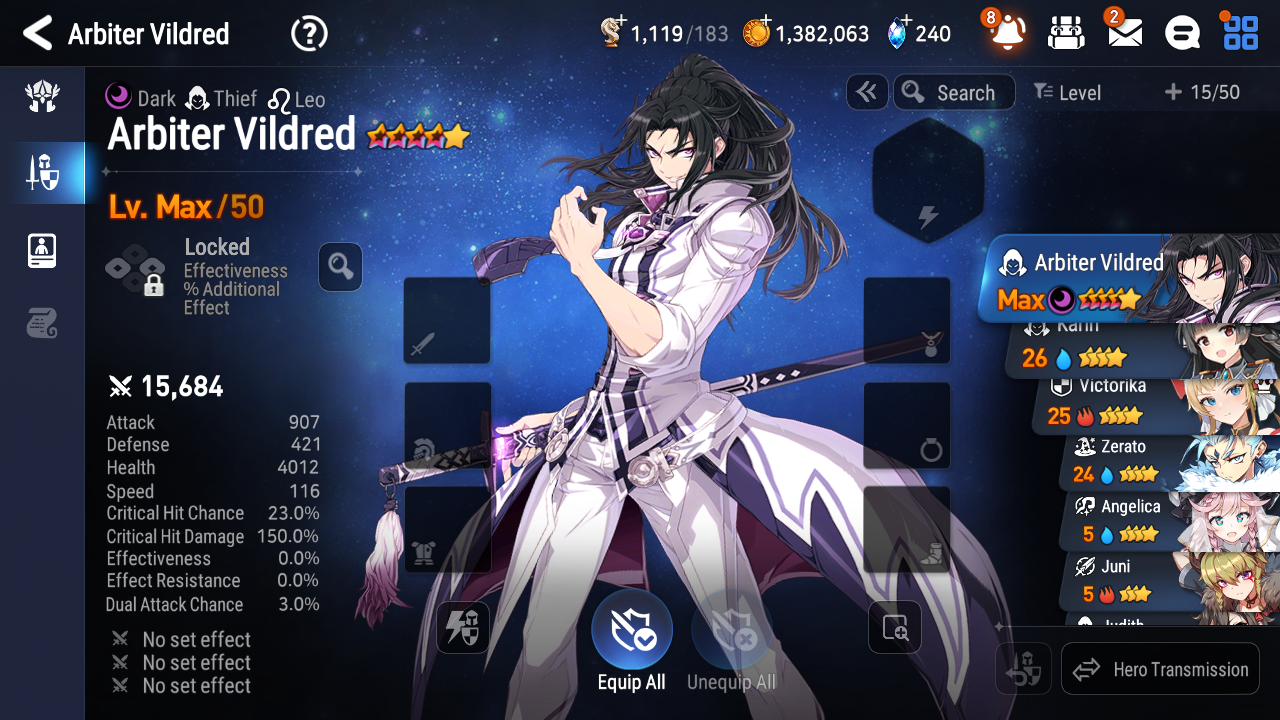 Arbiter Vildred
?
1,119/183
1,382,063
240
8
2
Dark Thief Leo
Arbiter Vildred
Lv. Max/50
Locked
Effectiveness
% Additional
Effect
15,684
Attack 907
Defense 421
Health 4012
Speed 116
Critical Hit Chance 23.0%
Critical Hit Damage 150.0%
Effectiveness 0.0%
Effect Resistance 0.0%
Dual Attack Chance 3.0%
No set effect
No set effect
No set effect
Equip All
Unequip All
Search
Level
+ 15/50
Arbiter Vildred
Max
Karin
26
Victorika
25
Zerato
24
Angelica
5
Juni
5
Judith
Hero Transmission